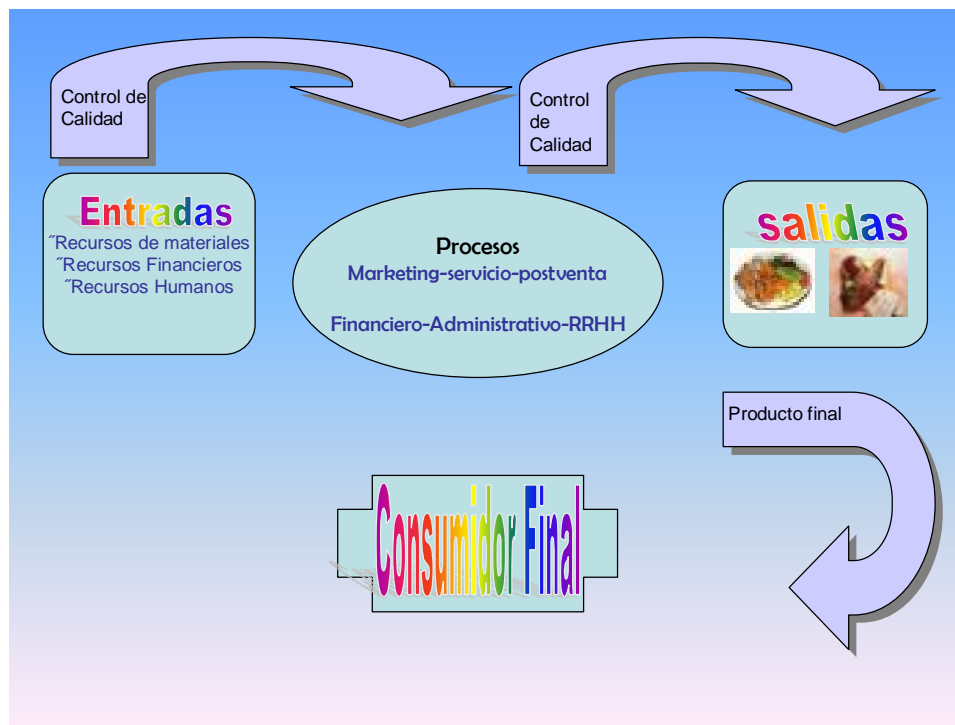 Control de
Calidad
Control
de
Calidad
Entradas
˝Recursos de materiales
˝Recursos Financieros
˝Recursos Humanos
Procesos
Marketing-servicio-postventa
Financiero-Administrativo-RRHH
salidas
Producto final
Consumidor Final